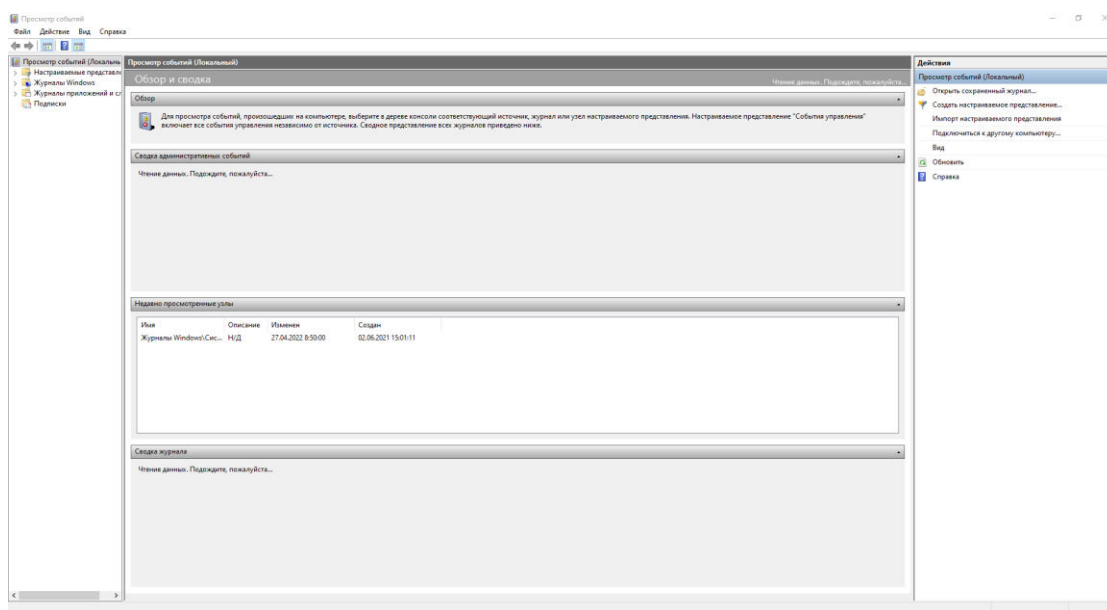 Просмотр событий
Файл Действие Вид Справка
Просмотр событий (Локальнь
Настраиваемые представле
Журналы Windows
Журналы приложений и сл
Подписки
Просмотр событий (Локальный)
Обзор и сводка
Чтение данных. Подождите, пожалуйста...
Обзор
Для просмотра событий, произошедших на компьютере, выберите в дереве консоли соответствующий источник, журнал или узел настраиваемого представления. Настраиваемое представление "События управления"
включает все события управления независимо от источника. Сводное представление всех журналов приведено ниже.
Сводка административных событий
Чтение данных. Подождите, пожалуйста...
Недавно просмотренные узлы
Имя Описание Изменен Создан
Журналы Windows\Сис... Н/Д 27.04.2022 8:50:00 02.06.2021 15:01:11
Сводка журнала
Чтение данных. Подождите, пожалуйста...
Действия
Просмотр событий (Локальный)
Открыть сохраненный журнал...
Создать настраиваемое представление...
Импорт настраиваемого представления
Подключиться к другому компьютеру...
Вид
Обновить
Справка